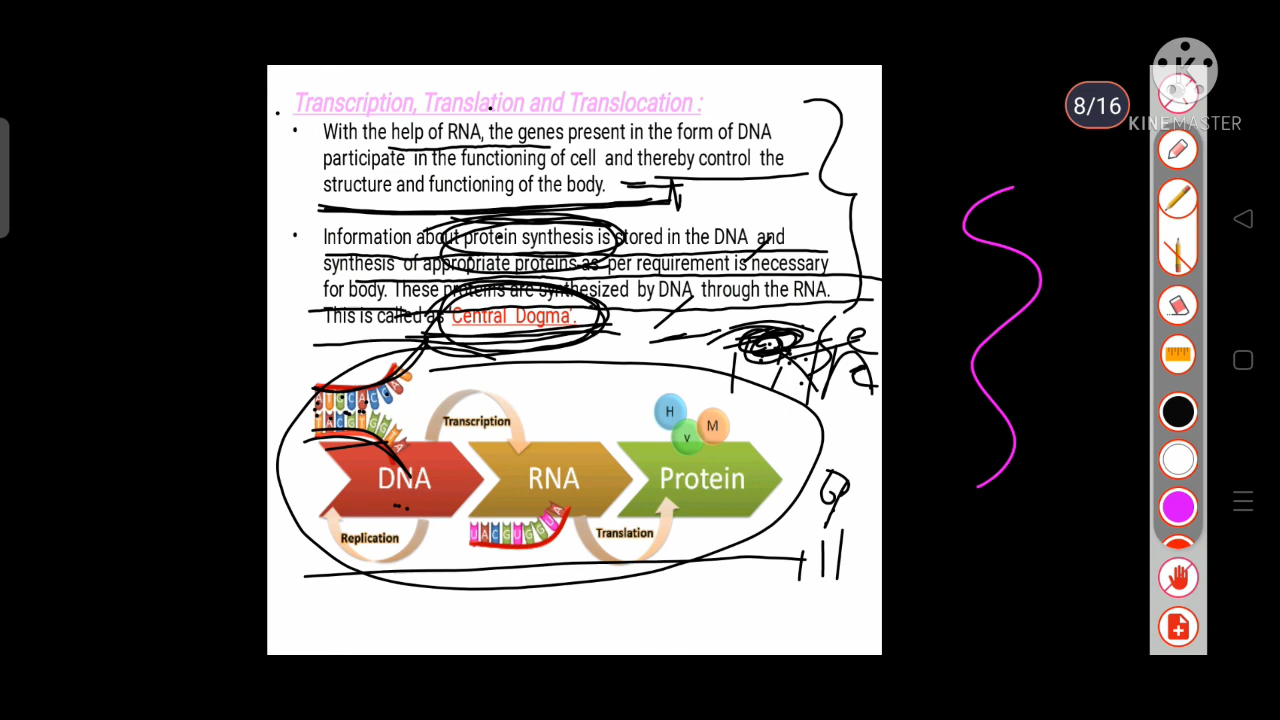 Transcription, Translation and Translocation :
• With the help of RNA, the genes present in the form of DNA
participate in the functioning of cell and thereby control the
structure and functioning of the body.
• Information about protein synthesis is stored in the DNA and
synthesis of appropriate proteins as per requirement is necessary
for body. These proteins are synthesized by DNA through the RNA.
This is called as 'Central Dogma'.
8/16
KINEMASTER
K
ATGCACCA
TACGTGG
A
Transcription
H
V
M
DNA
RNA
Protein
Replication
UACGUGGUA
Translation